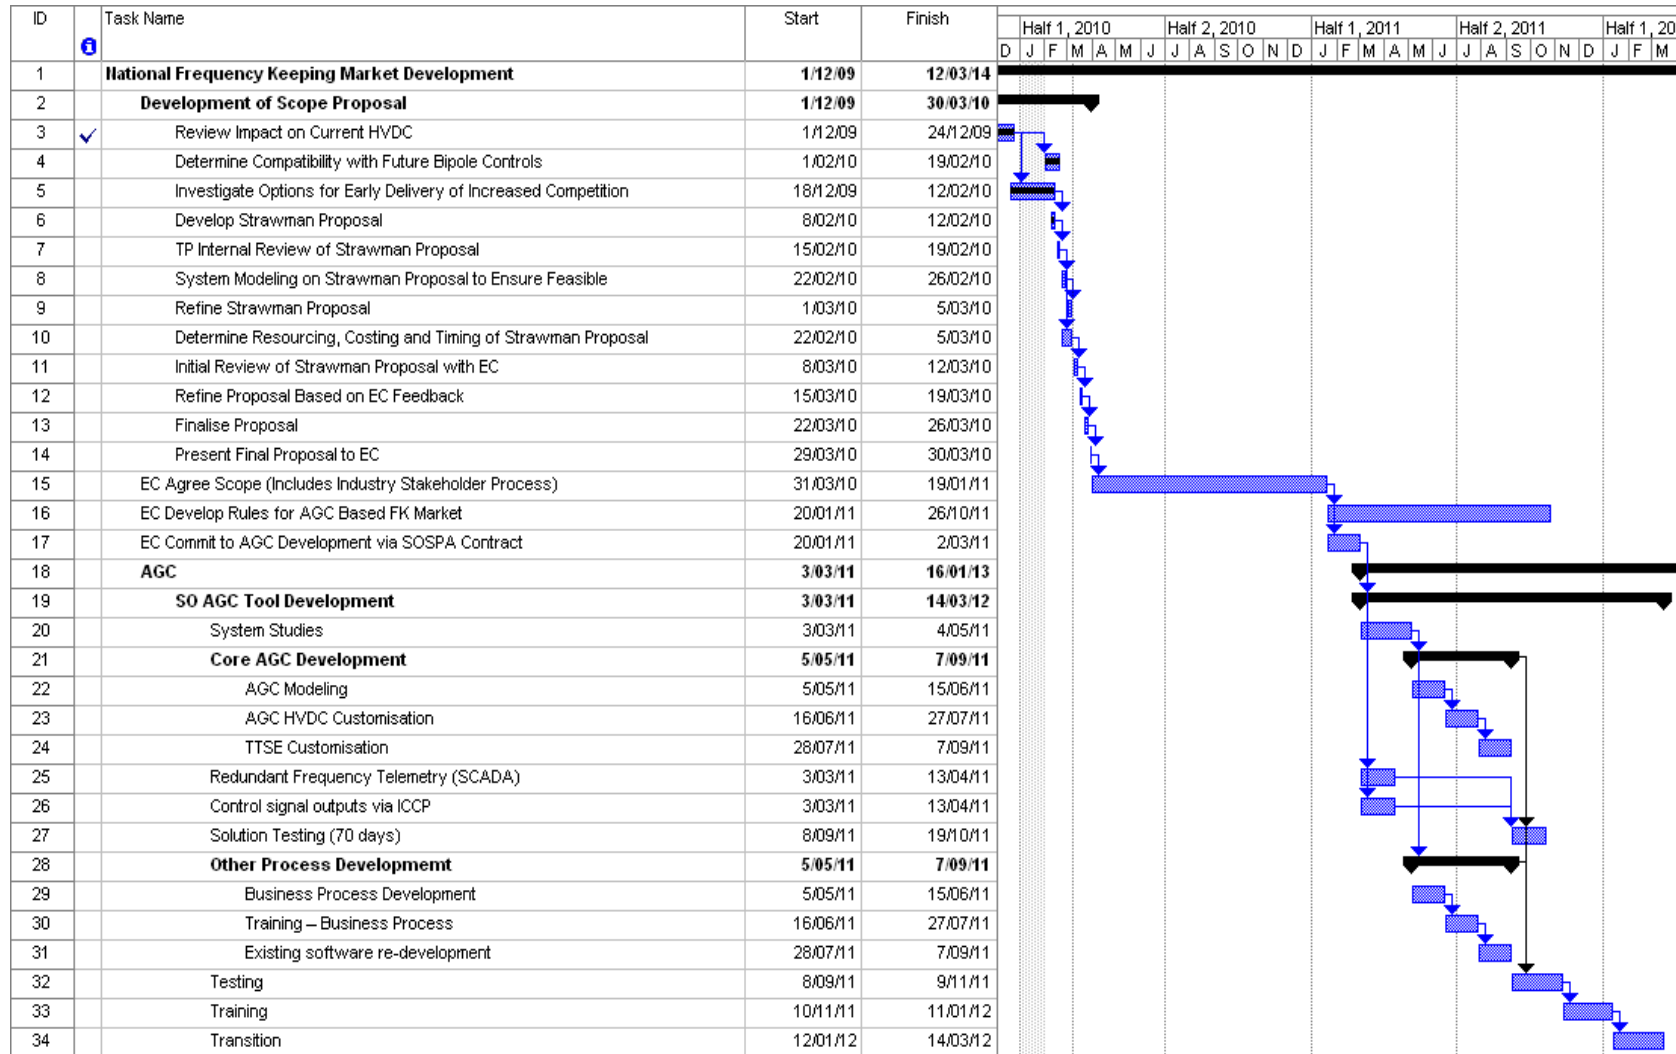 ID Task Name Start Finish Half 1, 2010 Half 2, 2010 Half 1, 2011 Half 2, 2011 Half 1, 20
D J F M A M J J A S O N D J F M A M J J A S O N D J F M
1 National Frequency Keeping Market Development 1/12/09 12/03/14
2 Development of Scope Proposal 1/12/09 30/03/10
3 Review Impact on Current HVDC 1/12/09 24/12/09
4 Determine Compatibility with Future Bipole Controls 1/02/10 19/02/10
5 Investigate Options for Early Delivery of Increased Competition 18/12/09 12/02/10
6 Develop Strawman Proposal 8/02/10 12/02/10
7 TP Internal Review of Strawman Proposal 15/02/10 19/02/10
8 System Modeling on Strawman Proposal to Ensure Feasible 22/02/10 26/02/10
9 Refine Strawman Proposal 1/03/10 5/03/10
10 Determine Resourcing, Costing and Timing of Strawman Proposal 22/02/10 5/03/10
11 Initial Review of Strawman Proposal with EC 8/03/10 12/03/10
12 Refine Proposal Based on EC Feedback 15/03/10 19/03/10
13 Finalise Proposal 22/03/10 26/03/10
14 Present Final Proposal to EC 29/03/10 30/03/10
15 EC Agree Scope (Includes Industry Stakeholder Process) 31/03/10 19/01/11
16 EC Develop Rules for AGC Based FK Market 20/01/11 26/10/11
17 EC Commit to AGC Development via SOSPA Contract 20/01/11 2/03/11
18 AGC 3/03/11 16/01/13
19 SO AGC Tool Development 3/03/11 14/03/12
20 System Studies 3/03/11 4/05/11
21 Core AGC Development 5/05/11 7/09/11
22 AGC Modeling 5/05/11 15/06/11
23 AGC HVDC Customisation 16/06/11 27/07/11
24 TTSE Customisation 28/07/11 7/09/11
25 Redundant Frequency Telemetry (SCADA) 3/03/11 13/04/11
26 Control signal outputs via ICCP 3/03/11 13/04/11
27 Solution Testing (70 days) 8/09/11 19/10/11
28 Other Process Developmemt 5/05/11 7/09/11
29 Business Process Development 5/05/11 15/06/11
30 Training – Business Process 16/06/11 27/07/11
31 Existing software re-development 28/07/11 7/09/11
32 Testing 8/09/11 9/11/11
33 Training 10/11/11 11/01/12
34 Transition 12/01/12 14/03/12